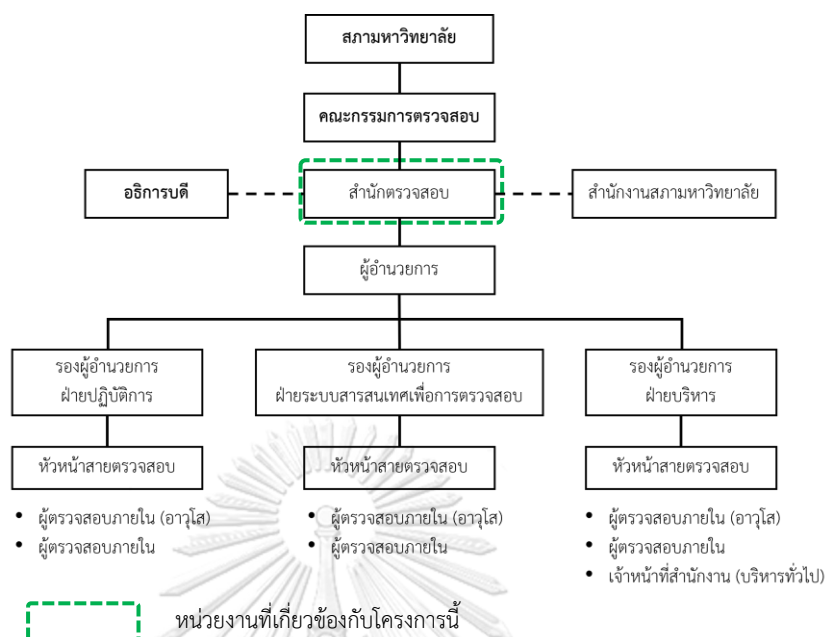 สภามหาวิทยาลัย
คณะกรรมการตรวจสอบ
อธิการบดี
สำนักตรวจสอบ
สำนักงานสภามหาวิทยาลัย
ผู้อำนวยการ
รองผู้อำนวยการ
ฝ่ายปฏิบัติการ
รองผู้อำนวยการ
ฝ่ายระบบสารสนเทศเพื่อการตรวจสอบ
รองผู้อำนวยการ
ฝ่ายบริหาร
หัวหน้าสายตรวจสอบ
หัวหน้าสายตรวจสอบ
หัวหน้าสายตรวจสอบ
• ผู้ตรวจสอบภายใน (อาวุโส)
• ผู้ตรวจสอบภายใน
• ผู้ตรวจสอบภายใน (อาวุโส)
• ผู้ตรวจสอบภายใน
• ผู้ตรวจสอบภายใน (อาวุโส)
• ผู้ตรวจสอบภายใน
• เจ้าหน้าที่สำนักงาน (บริหารทั่วไป)
หน่วยงานที่เกี่ยวข้องกับโครงการนี้